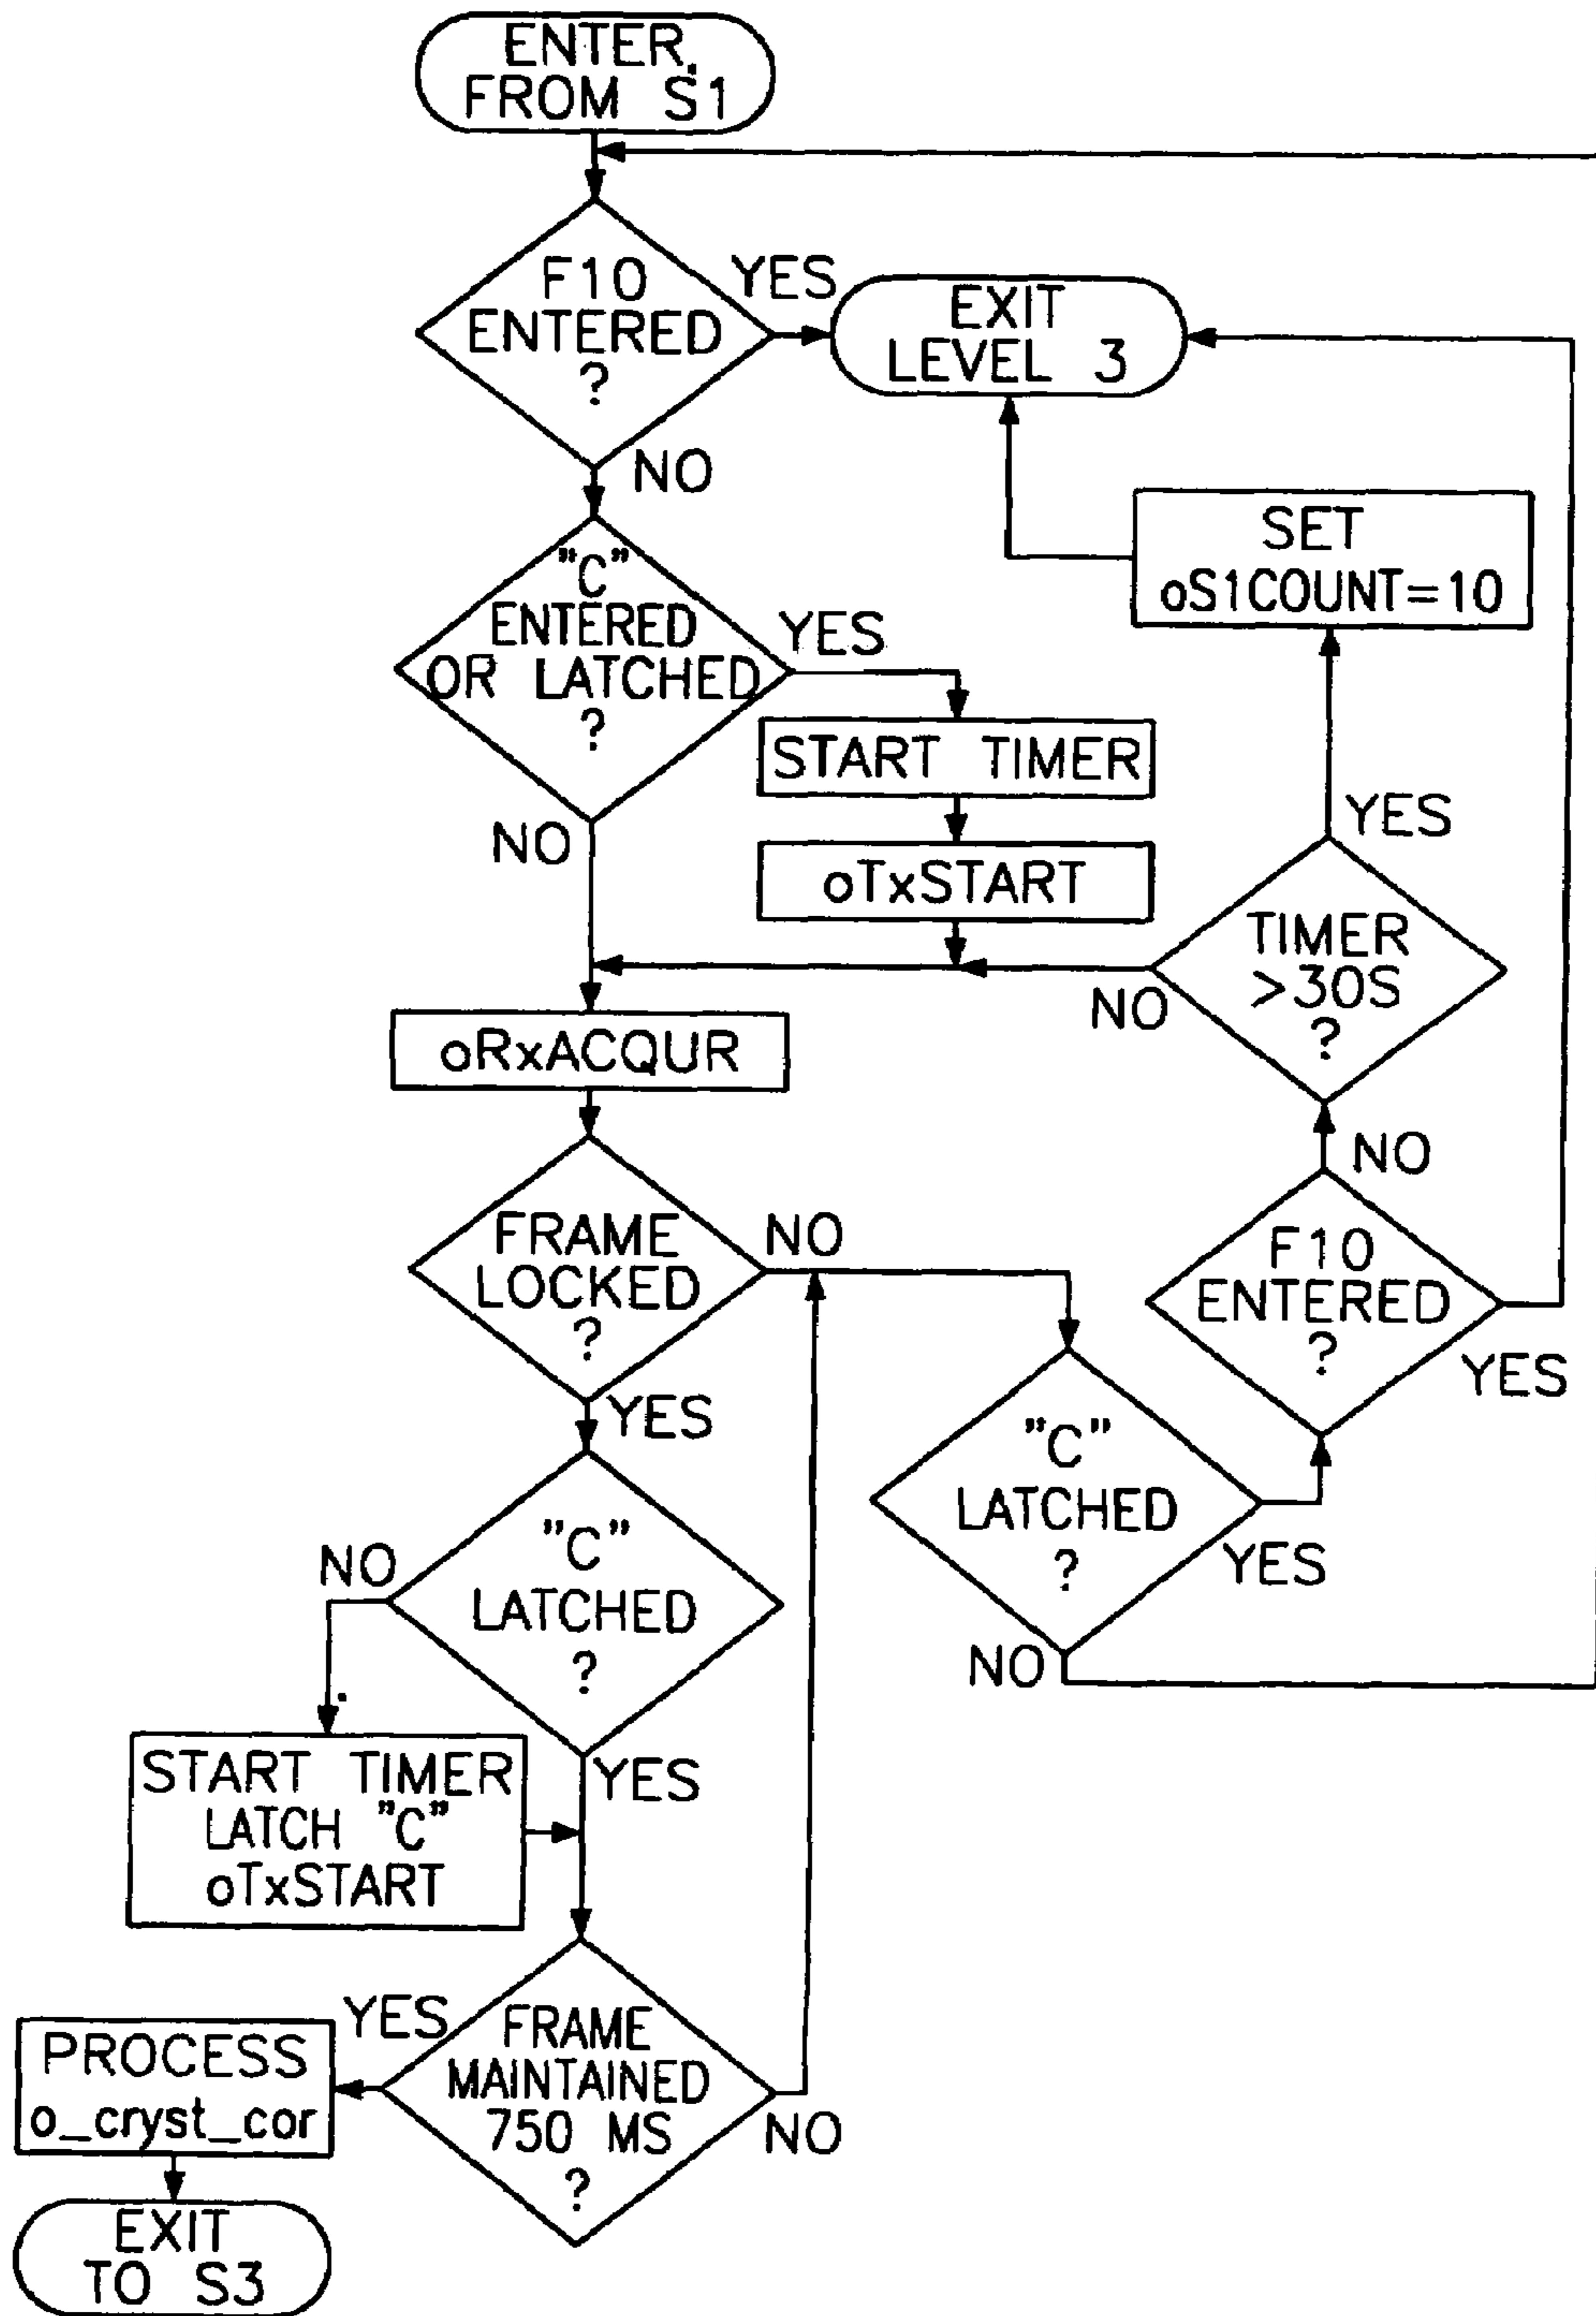 ENTER
FROM S1
F10
ENTERED
?
YES
EXIT
LEVEL 3
NO
SET
oS1COUNT=10
"C"
ENTERED
OR LATCHED
?
YES
START TIMER
YES
NO
oTxSTART
TIMER
>30S
?
NO
oRxACQUR
NO
FRAME
LOCKED
?
NO
F10
ENTERED
?
YES
YES
"C"
LATCHED
?
YES
NO
"C"
LATCHED
?
NO
YES
START TIMER
LATCH "C"
oTxSTART
FRAME
MAINTAINED
750 MS
?
YES
NO
PROCESS
o_cryst_cor
EXIT
TO S3